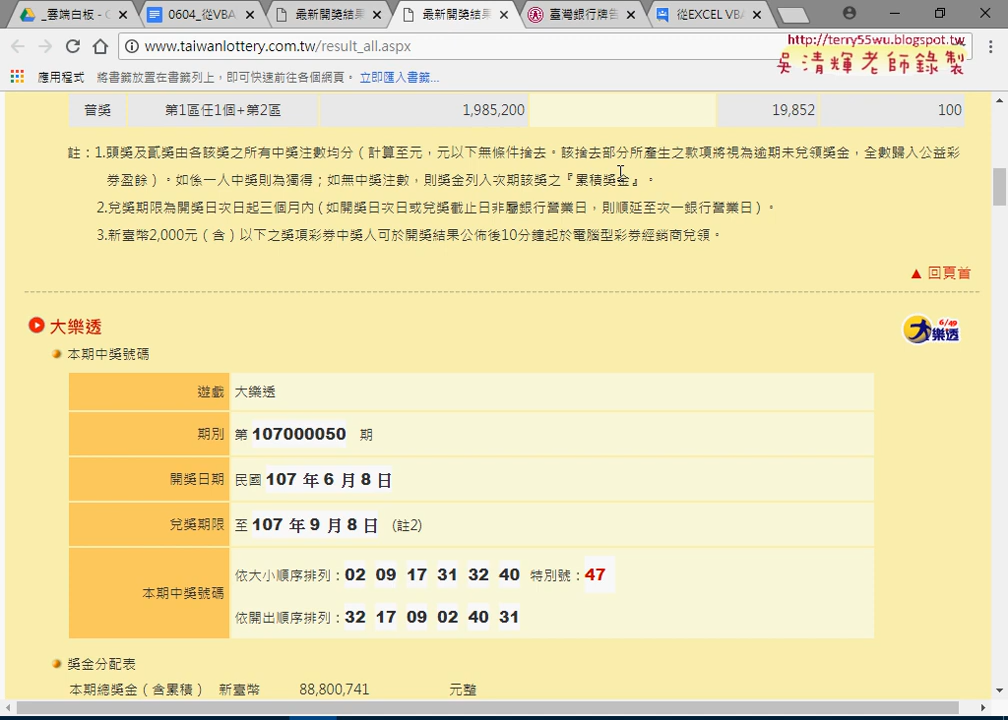 _雲端白板 - G
0604_從VBA
最新開獎結果
最新開獎結果
臺灣銀行牌告
從EXCEL VBA
www.taiwanlottery.com.tw/result_all.aspx
http://terry55wu.blogspot.tw
吳清輝老師錄製
應用程式 將書籤放置在書籤列上，即可快速前往各個網頁。 立即匯入書籤...
普獎 第1區任1個+第2區 1,985,200 19,852 100
註：1.頭獎及貳獎由各該獎之所有中獎注數均分（計算至元，元以下無條件捨去。該捨去部分所產生之款項將視為逾期未兌領獎金，全數歸入公益彩
券盈餘）。如係一人中獎則為獨得；如無中獎注數，則獎金列入次期該獎之『累積獎金』。
2.兌獎期限為開獎日次日起三個月內（如開獎日次日或兌獎截止日非屬銀行營業日，則順延至次一銀行營業日）。
3.新臺幣2,000元（含）以下之獎項彩券中獎人可於開獎結果公佈後10分鐘起於電腦型彩券經銷商兌領。
▲ 回頁首
大樂透
6/49
大樂透
本期中獎號碼
遊戲 大樂透
期別 第 107000050 期
開獎日期 民國 107 年 6 月 8 日
兌獎期限 至 107 年 9 月 8 日 (註2)
本期中獎號碼 依大小順序排列：02 09 17 31 32 40 特別號：47
依開出順序排列：32 17 09 02 40 31
獎金分配表
本期總獎金（含累積） 新臺幣 88,800,741 元整